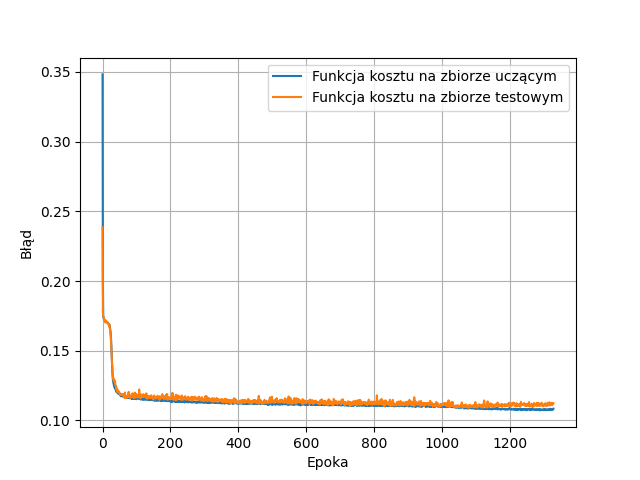 Funkcja kosztu na zbiorze uczącym
Funkcja kosztu na zbiorze testowym
0.35
0.30
0.25
0.20
0.15
0.10
Błąd
0 200 400 600 800 1000 1200
Epoka